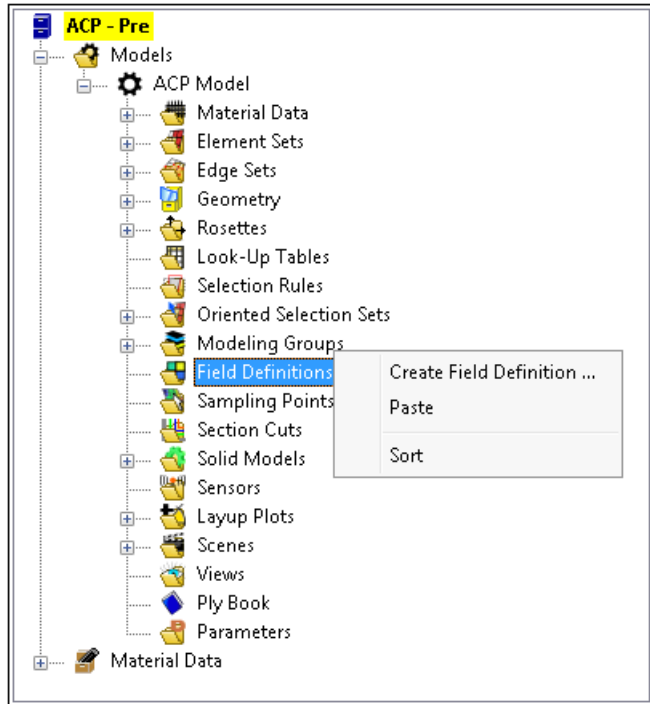 ACP - Pre
Models
ACP Model
Material Data
Element Sets
Edge Sets
Geometry
Rosettes
Look-Up Tables
Selection Rules
Oriented Selection Sets
Modeling Groups
Field Definitions
Create Field Definition ...
Paste
Sort
Sampling Points
Section Cuts
Solid Models
Sensors
Layup Plots
Scenes
Views
Ply Book
Parameters
Material Data